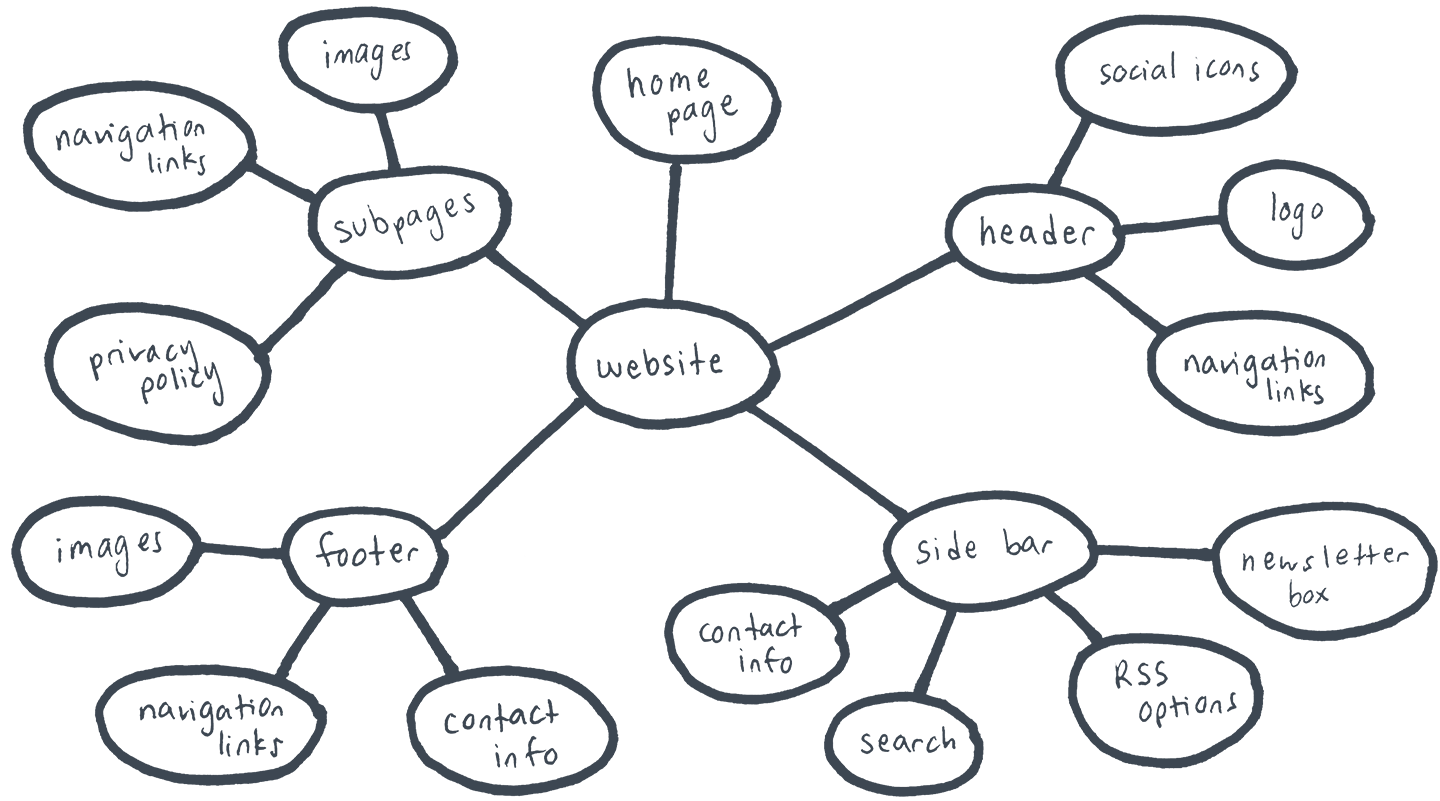 images
home
page
social icons
navigation
links
subpages
header
logo
privacy
policy
website
navigation
links
images
footer
side bar
newsletter
box
contact
info
RSS
options
navigation
links
contact
info
search